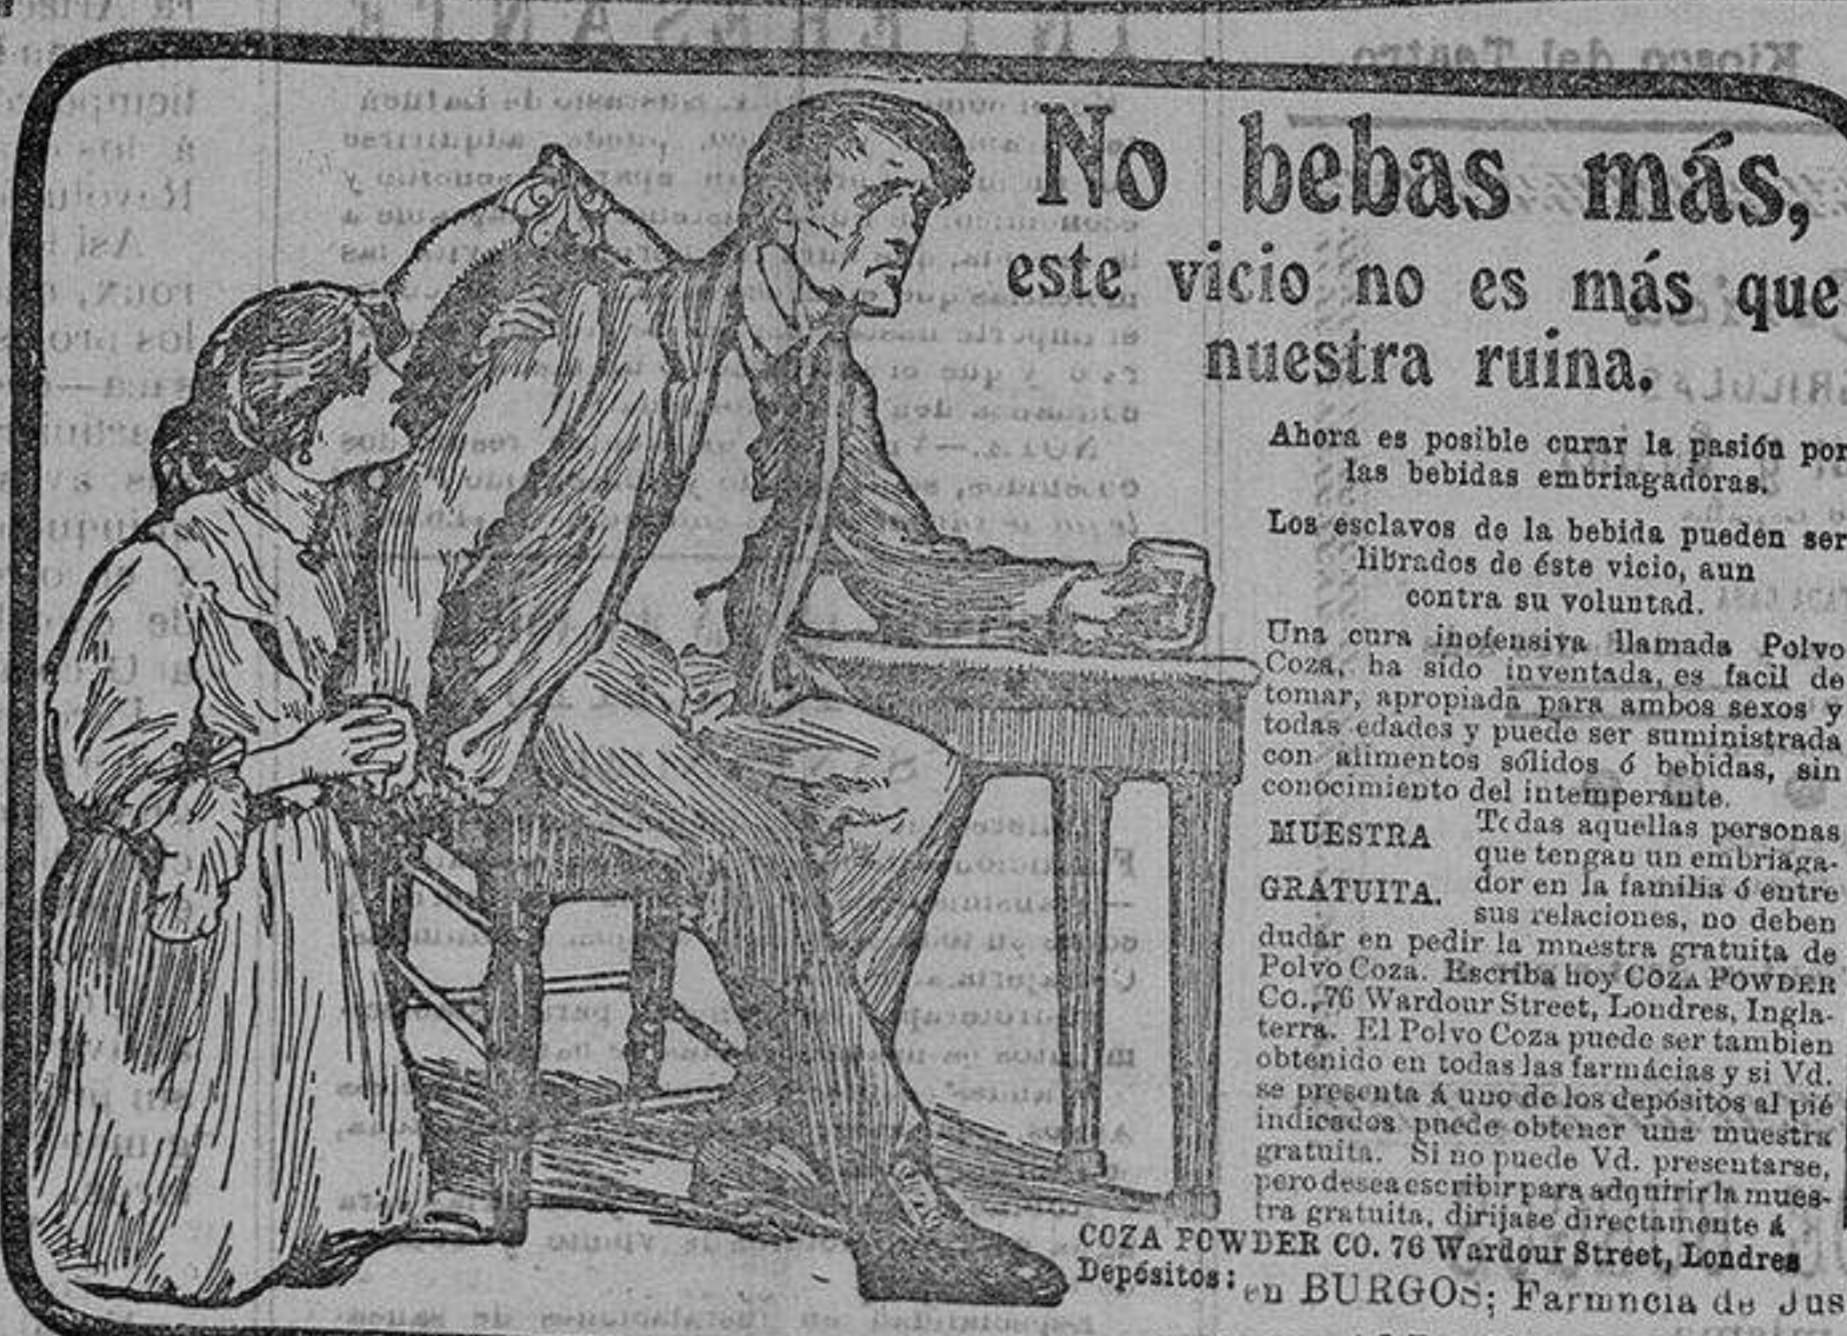 No bebas más,
este vicio no es más que
nuestra ruina.
Ahora es posible curar la pasión por
las bebidas embriagadoras.
Los esclavos de la bebida pueden ser
librados de éste vicio, aun
contra su voluntad.
Una cura inofensiva llamada Polvo
Coza, ha sido inventada, es facil de
tomar, apropiada para ambos sexos y
todas edades y puede ser suministrada
con alimentos sólidos ó bebidas, sin
conocimiento del intemperante.
MUESTRA
GRATUITA.
Todas aquellas personas
que tengan un embriaga-
dor en la familia ó entre
sus relaciones, no deben
dudar en pedir la muestra gratuita de
Polvo Coza. Escriba hoy COZA POWDER
CO., 76 Wardour Street, Londres, Ingla-
terra. El Polvo Coza puede ser tambien
obtenido en todas las farmácias y si Vd.
se presenta á uno de los depósitos al pié
indicados puede obtener una muestra
gratuita. Si no puede Vd. presentarse,
pero desea escribir para adquirir la mues-
tra gratuita, dirijase directamente á
COZA POWDER CO. 76 Wardour Street, Londres
Depósitos: en BURGOS; Farmncia de Jus